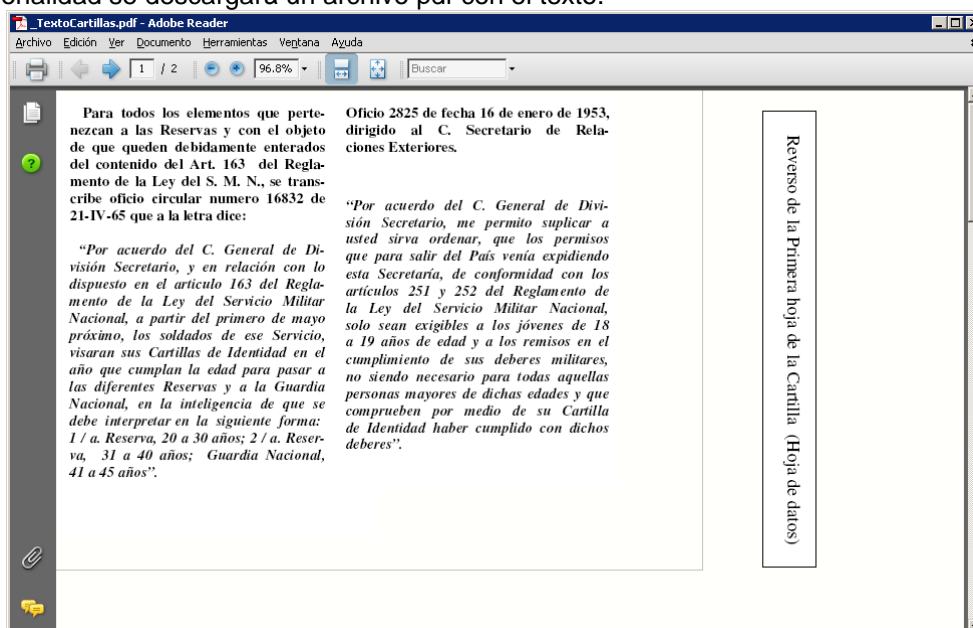 onalidad se descargará un archivo pdf con el texto.
_TextoCartillas.pdf - Adobe Reader
Archivo Edición Ver Documento Herramientas Ventana Ayuda
1 / 2 96.8% Buscar
Para todos los elementos que perte-
nezcan a las Reservas y con el objeto
de que queden debidamente enterados
del contenido del Art. 163 del Regla-
mento de la Ley del S. M. N., se trans-
cribe oficio circular numero 16832 de
21-IV-65 que a la letra dice:
“Por acuerdo del C. General de Di-
visión Secretario, y en relación con lo
dispuesto en el articulo 163 del Regla-
mento de la Ley del Servicio Militar
Nacional, a partir del primero de mayo
próximo, los soldados de ese Servicio,
visaran sus Cartillas de Identidad en el
año que cumplan la edad para pasar a
las diferentes Reservas y a la Guardia
Nacional, en la inteligencia de que se
debe interpretar en la siguiente forma:
1 / a. Reserva, 20 a 30 años; 2 / a. Reser-
va, 31 a 40 años; Guardia Nacional,
41 a 45 años”.
Oficio 2825 de fecha 16 de enero de 1953,
dirigido al C. Secretario de Rela-
ciones Exteriores.
“Por acuerdo del C. General de Divi-
sión Secretario, me permito suplicar a
usted sirva ordenar, que los permisos
que para salir del País venía expidiendo
esta Secretaría, de conformidad con los
artículos 251 y 252 del Reglamento de
la Ley del Servicio Militar Nacional,
solo sean exigibles a los jóvenes de 18
a 19 años de edad y a los remisos en el
cumplimiento de sus deberes militares,
no siendo necesario para todas aquellas
personas mayores de dichas edades y que
comprueben por medio de su Cartilla
de Identidad haber cumplido con dichos
deberes”.
Reverso de la Primera hoja de la Cartilla (Hoja de datos)